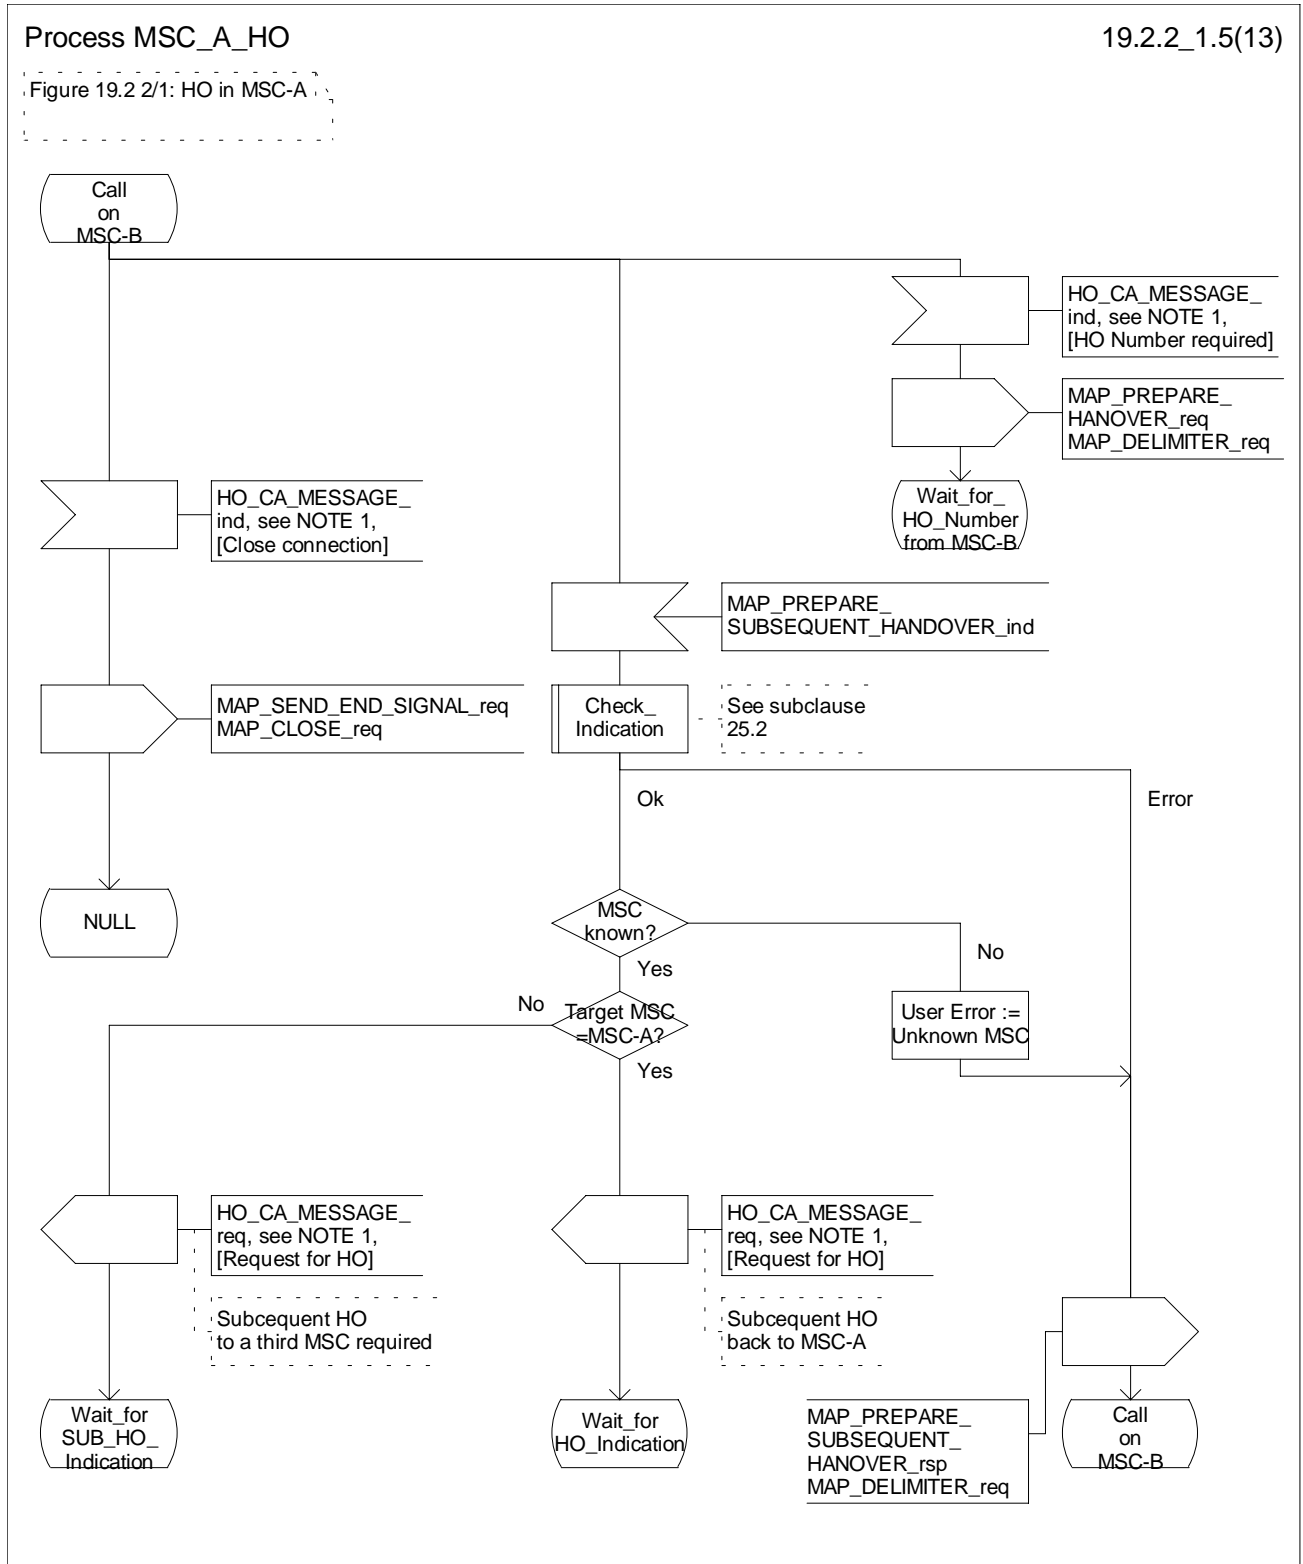 Process MSC_A_HO
19.2.2_1.5(13)
Figure 19.2 2/1: HO in MSC-A
Call
on
MSC-B
HO_CA_MESSAGE_
ind, see NOTE 1,
[HO Number required]
MAP_PREPARE_
HANOVER_req
MAP_DELIMITER_req
Wait_for_
HO_Number
from MSC-B
HO_CA_MESSAGE_
ind, see NOTE 1,
[Close connection]
MAP_PREPARE_
SUBSEQUENT_HANDOVER_ind
MAP_SEND_END_SIGNAL_req
MAP_CLOSE_req
Check_
Indication
See subclause
25.2
Ok
Error
NULL
MSC
known?
No
Yes
No
Target MSC
=MSC-A?
User Error :=
Unknown MSC
Yes
HO_CA_MESSAGE_
req, see NOTE 1,
[Request for HO]
HO_CA_MESSAGE_
req, see NOTE 1,
[Request for HO]
Subcequent HO
to a third MSC required
Subcequent HO
back to MSC-A
Wait_for
SUB_HO_
Indication
Wait_for
HO_Indication
MAP_PREPARE_
SUBSEQUENT_
HANOVER_rsp
MAP_DELIMITER_req
Call
on
MSC-B